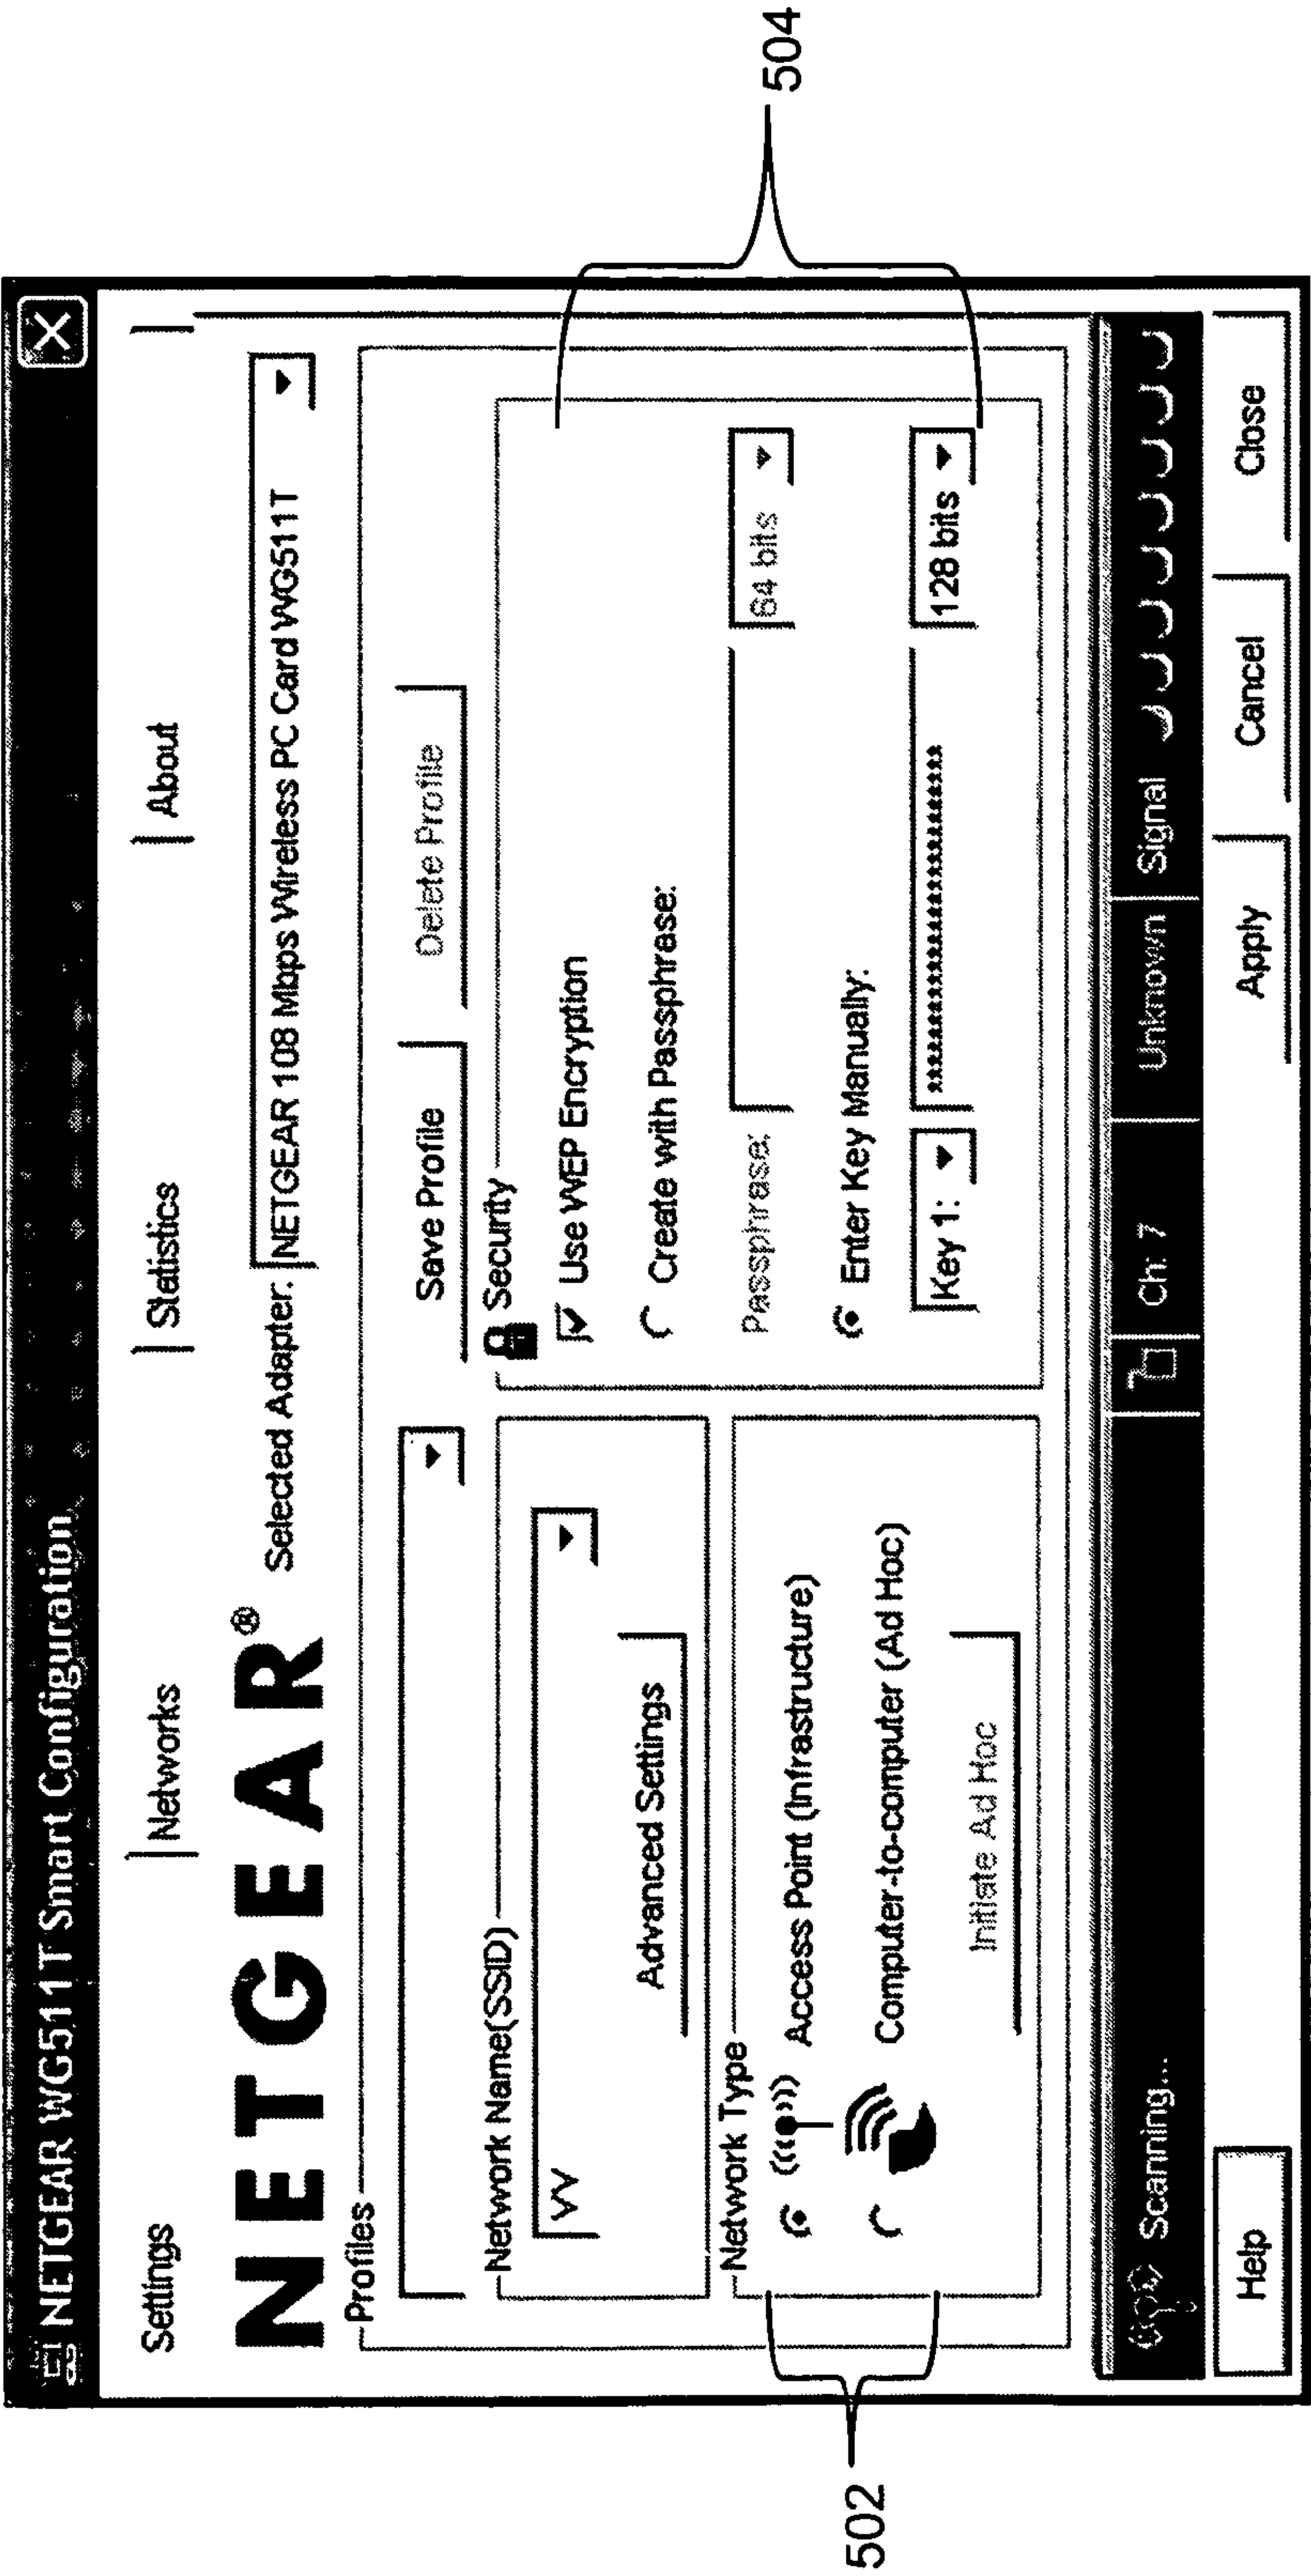 NETGEAR WG511T Smart Configuration
Settings Networks Statistics About
NETGEAR® Selected Adapter: NETGEAR 108 Mbps Wireless PC Card WG511T
Profiles
Save Profile Delete Profile
Network Name(SSID)
VV
Advanced Settings
Network Type
Access Point (Infrastructure)
Computer-to-computer (Ad Hoc)
Initiate Ad Hoc
502
Security
Use WEP Encryption
Create with Passphrase:
Passphrase: 64 bits
Enter Key Manually:
Key 1: ************************** 128 bits
504
Scanning... Ch: 7 Unknown Signal
Help Apply Cancel Close